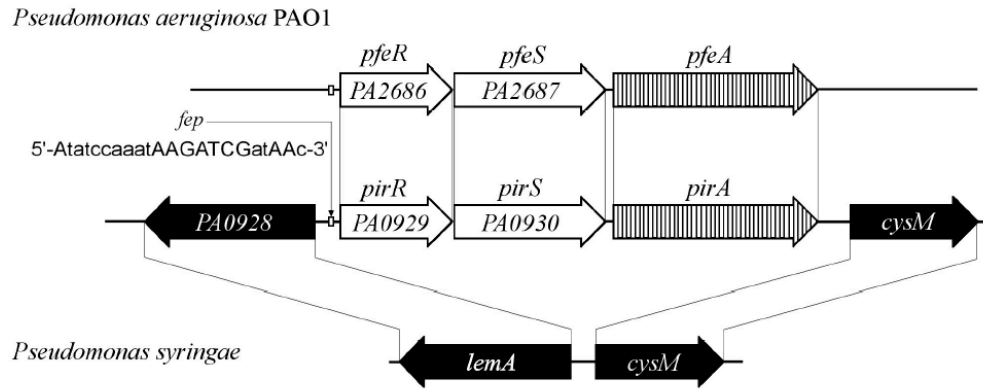 Pseudomonas aeruginosa PAO1
pfeR pfeS pfeA
PA2686 PA2687
fep
5'-AtatccaaatAAGATCGatAAc-3'
pirR pirS pirA
PA0928 PA0929 PA0930 cysM
Pseudomonas syringae
lemA cysM